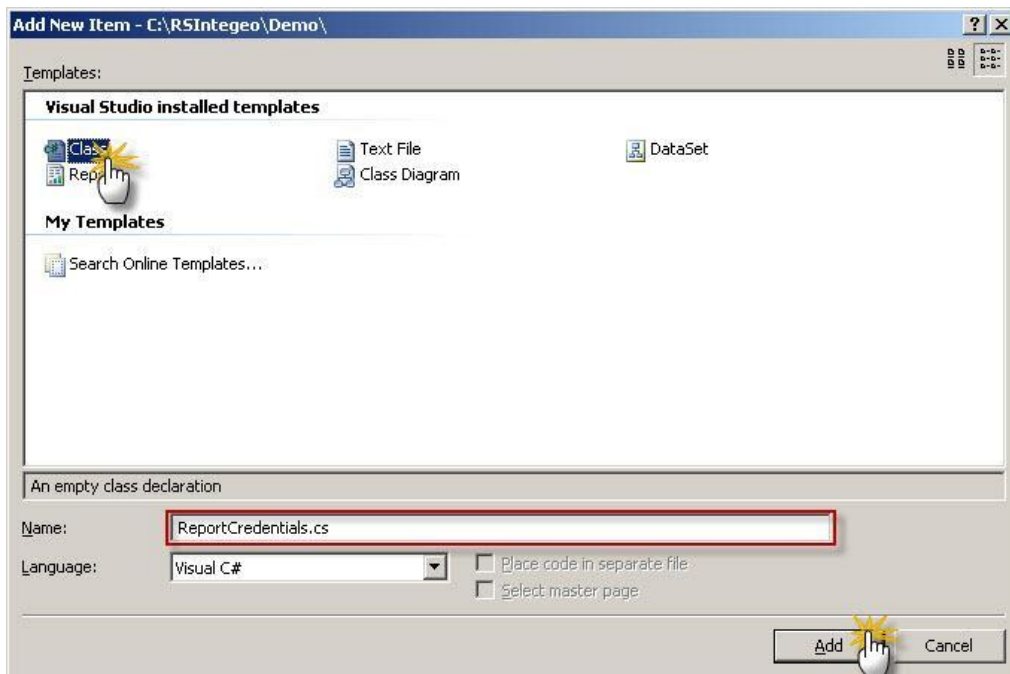 Add New Item - C:\RSIntegeo\Demo\
Templates:
Visual Studio installed templates
Class
Text File
DataSet
Class Diagram
My Templates
Search Online Templates...
An empty class declaration
Name:
ReportCredentials.cs
Language:
Visual C#
Place code in separate file
Select master page
Add
Cancel